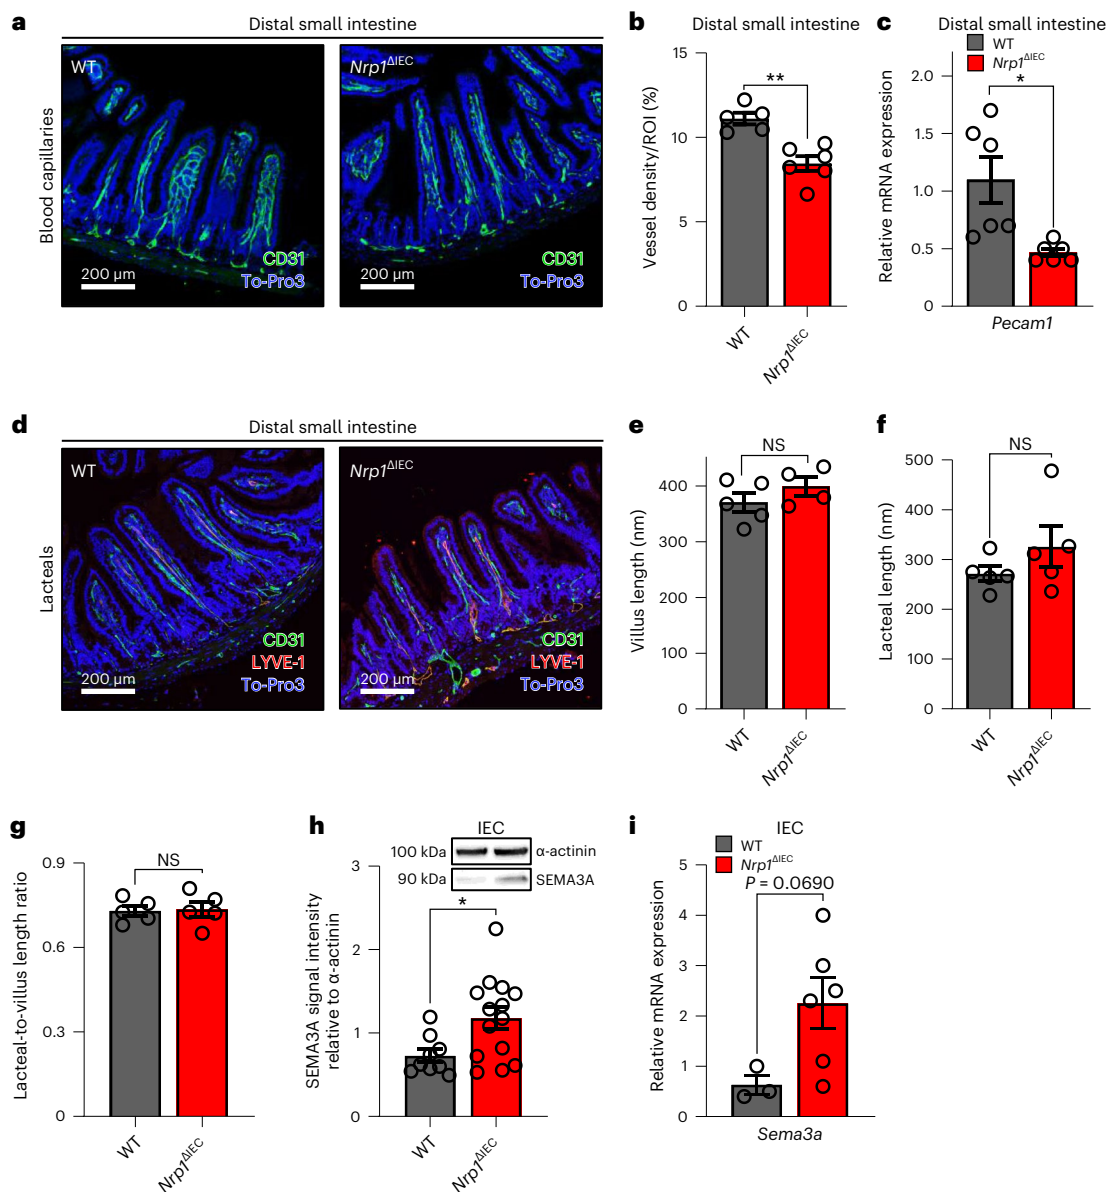 a
Distal small intestine
Blood capillaries
WT
CD31
To-Pro3
200 µm
Nrp1ΔIEC
CD31
To-Pro3
200 µm
b
Distal small intestine
Vessel density/ROI (%)
15
10
5
0
**
WT
Nrp1ΔIEC
c
Distal small intestine
WT
Nrp1ΔIEC
Relative mRNA expression
2.0
1.5
1.0
0.5
0
*
Pecam1
d
Distal small intestine
Lacteals
WT
CD31
LYVE-1
To-Pro3
200 µm
Nrp1ΔIEC
CD31
LYVE-1
To-Pro3
200 µm
e
Villus length (nm)
400
300
200
100
0
NS
WT
Nrp1ΔIEC
f
Lacteal length (nm)
500
400
300
200
100
0
NS
WT
Nrp1ΔIEC
g
Lacteal-to-villus length ratio
0.9
0.6
0.3
0
NS
WT
Nrp1ΔIEC
h
IEC
100 kDa
α-actinin
90 kDa
SEMA3A
SEMA3A signal intensity
relative to α-actinin
3
2
1
0
*
WT
Nrp1ΔIEC
i
IEC
WT
Nrp1ΔIEC
P = 0.0690
Relative mRNA expression
5
4
3
2
1
0
Sema3a